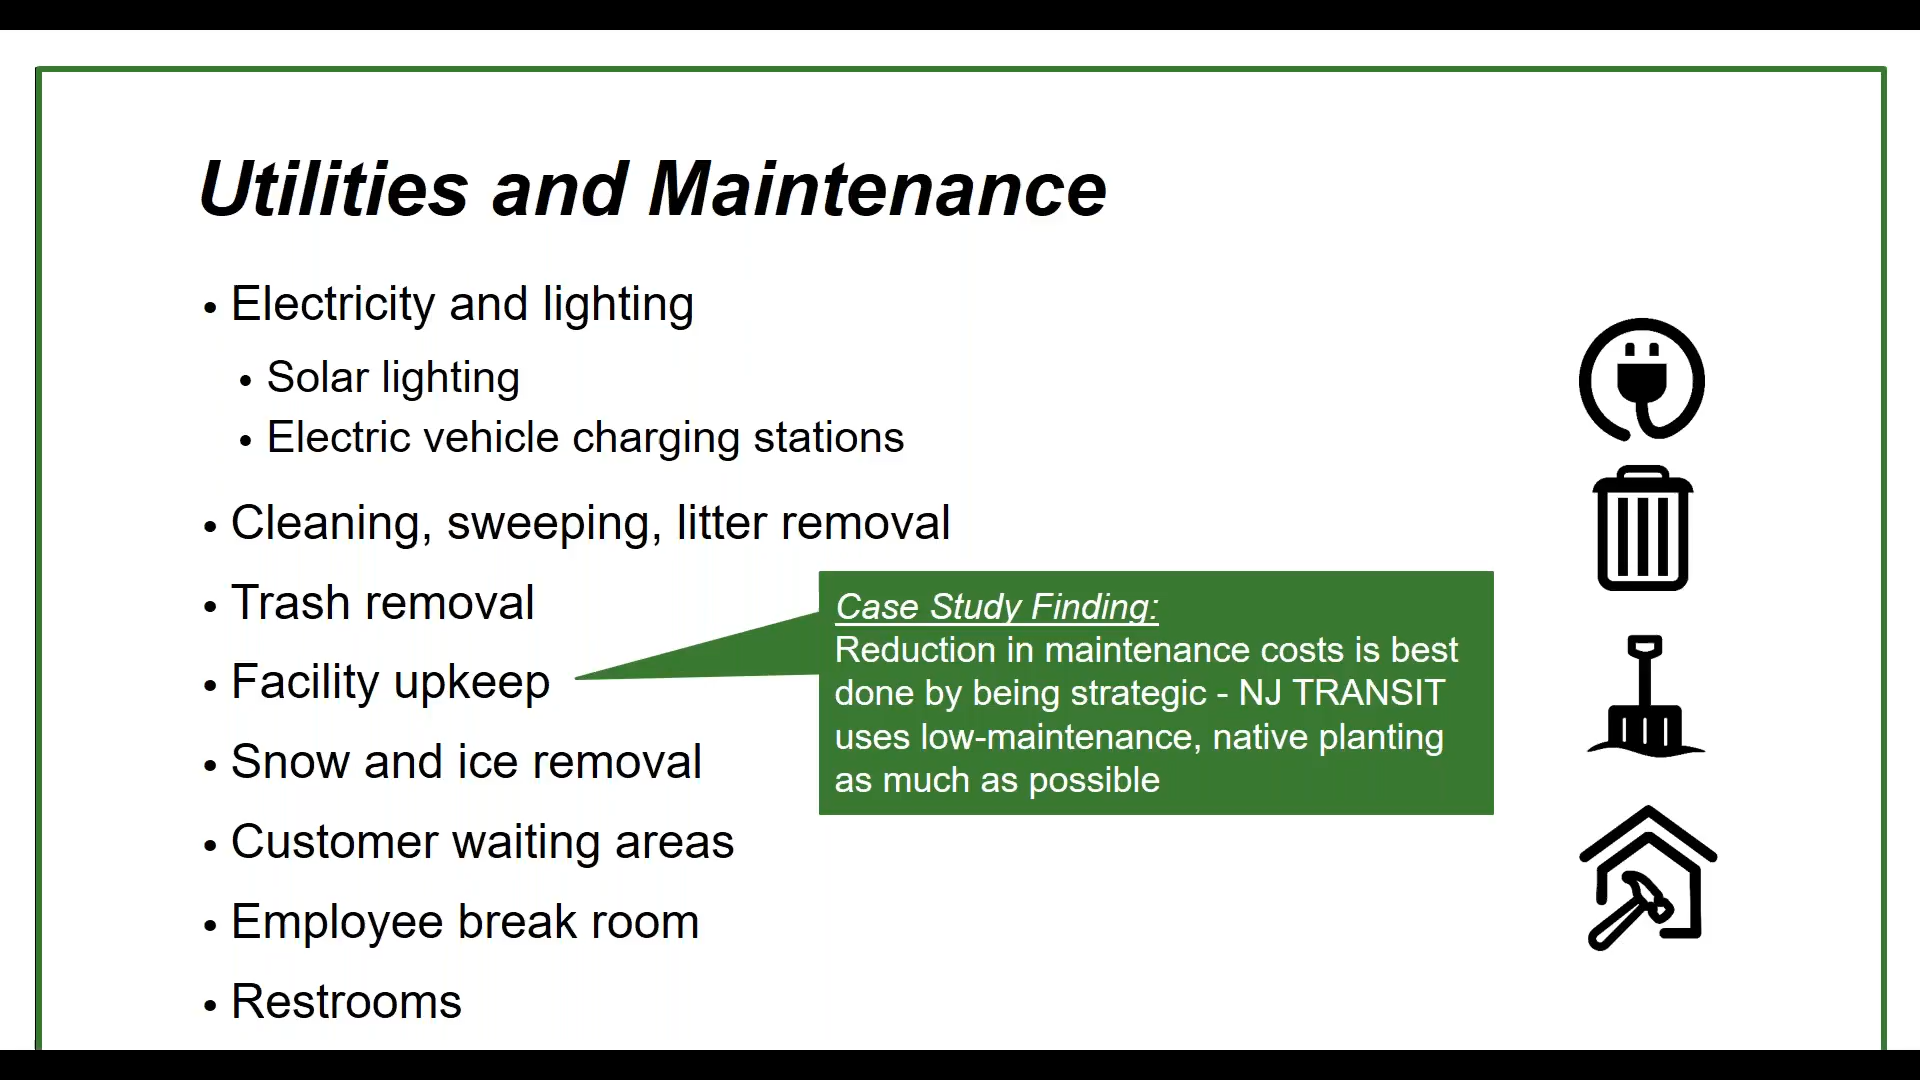 Utilities and Maintenance
• Electricity and lighting
• Solar lighting
• Electric vehicle charging stations
• Cleaning, sweeping, litter removal
• Trash removal
• Facility upkeep
• Snow and ice removal
• Customer waiting areas
• Employee break room
• Restrooms
Case Study Finding:
Reduction in maintenance costs is best
done by being strategic - NJ TRANSIT
uses low-maintenance, native planting
as much as possible